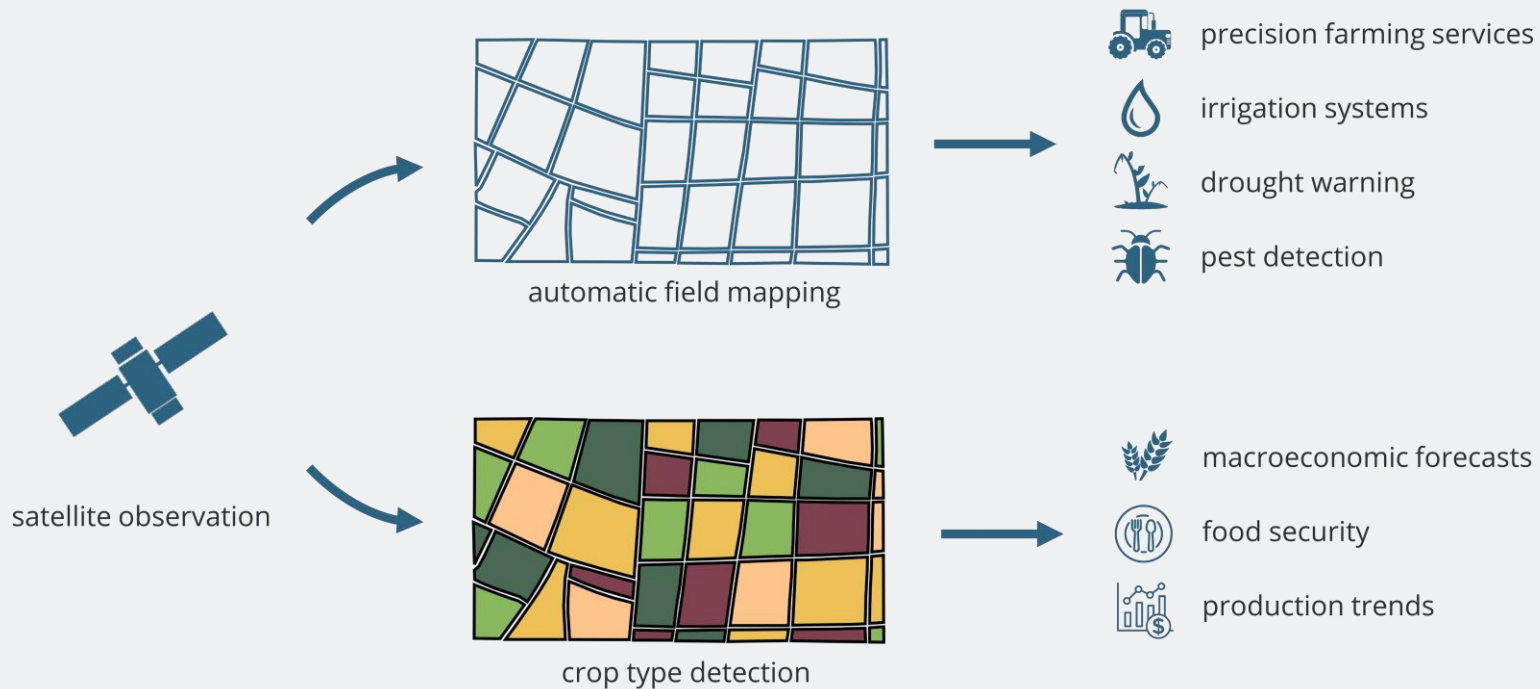 satellite observation
automatic field mapping
precision farming services
irrigation systems
drought warning
pest detection
crop type detection
macroeconomic forecasts
food security
production trends
$